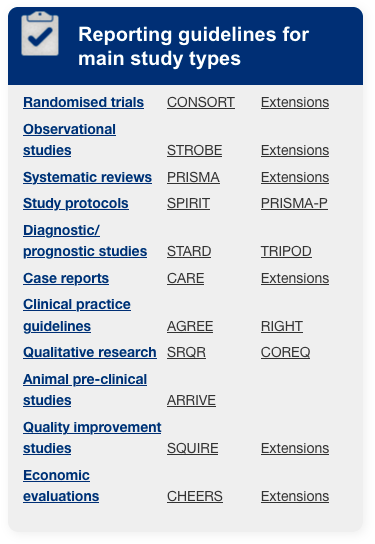 Reporting guidelines for
main study types
Randomised trials CONSORT Extensions
Observational
studies STROBE Extensions
Systematic reviews PRISMA Extensions
Study protocols SPIRIT PRISMA-P
Diagnostic/
prognostic studies STARD TRIPOD
Case reports CARE Extensions
Clinical practice
guidelines AGREE RIGHT
Qualitative research SRQR COREQ
Animal pre-clinical
studies ARRIVE
Quality improvement
studies SQUIRE Extensions
Economic
evaluations CHEERS Extensions